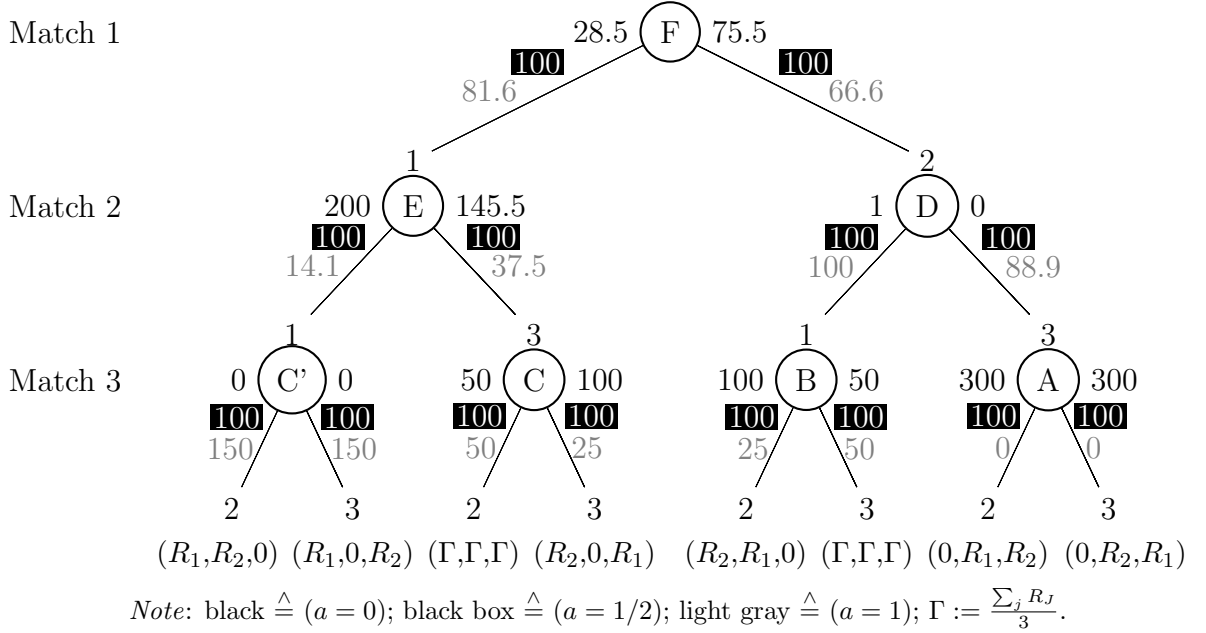 Match 1 28.5 F 75.5
100 100
81.6 66.6
1 2
Match 2 200 E 145.5 1 D 0
100 100 100 100
14.1 37.5 100 88.9
1 3 1 3
Match 3 0 C’ 0 50 C 100 100 B 50 300 A 300
100 100 100 100 100 100 100 100
150 150 50 25 25 50 0 0
2 3 2 3 2 3 2 3
(R₁,R₂,0) (R₁,0,R₂) (Γ,Γ,Γ) (R₂,0,R₁) (R₂,R₁,0) (Γ,Γ,Γ) (0,R₁,R₂) (0,R₂,R₁)
Note: black ≙ (a = 0); black box ≙ (a = 1/2); light gray ≙ (a = 1); Γ := ∑ⱼ R_J / 3.